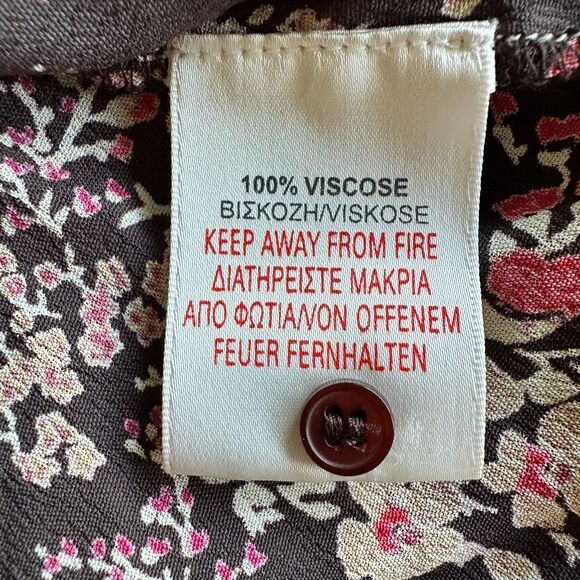 100% VISCOSE
ΒΙΣΚΟΖΗ/VISKOSE
KEEP AWAY FROM FIRE
ΔΙΑΤΗΡΕΙΣΤΕ ΜΑΚΡΙΑ
ΑΠΟ ΦΩΤΙΑ/VON OFFENEM
FEUER FERNHALTEN